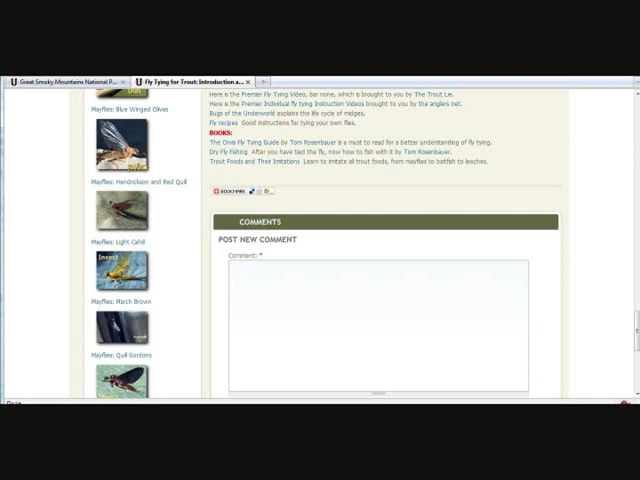 Great Smoky Mountains National P...
Fly Tying for Trout: Introduction a...
Dun
Mayflies: Blue Winged Olives
Mayflies: Hendrickson and Red Quill
Mayflies: Light Cahill
Insect
Mayflies: March Brown
Mayflies: Quill Gordons
Here is the Premier Fly Tying Video, bar none, which is brought to you by The Trout Lie.
Here is the Premier Individual fly tying Instruction Videos brought to you by the anglers net.
Bugs of the Underworld explains the life cycle of midges,
Fly recipes Good instructions for tying your own flies.
BOOKS:
The Orvis Fly Tying Guide by Tom Rosenbauer is a must to read for a better understanding of fly tying.
Dry Fly Fishing After you have tied the fly, now how to fish with it by Tom Rosenbauer.
Trout Foods and Their Imitations Learn to imitate all trout foods, from mayflies to baitfish to leeches.
BOOKMARK
COMMENTS
POST NEW COMMENT
Comment: *